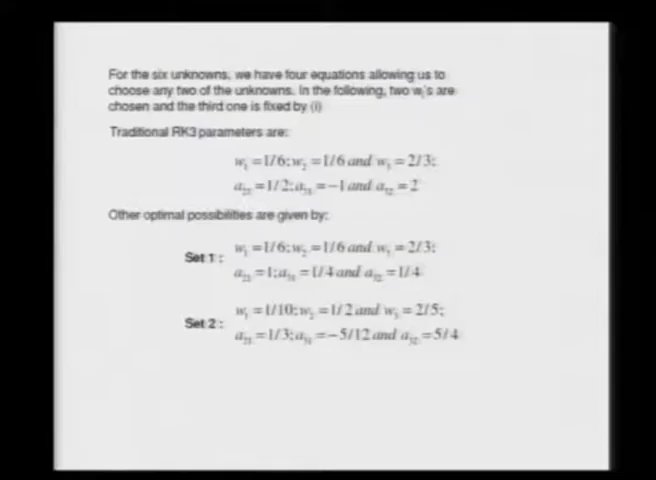 For the six unknowns, we have four equations allowing us to
choose any two of the unknowns. In the following, two wᵢ's are
chosen and the third one is fixed by (i)
Traditional RK3 parameters are:
w₁ =1/6; w₂ =1/6 and w₃ = 2/3;
a₂₁ =1/2; a₃₁ =−1 and a₃₂ = 2
Other optimal possibilities are given by:
Set 1 : w₁ =1/6; w₂ =1/6 and w₃ = 2/3;
a₂₁ =1; a₃₁ =1/4 and a₃₂ =1/4
Set 2 : w₁ =1/10; w₂ =1/2 and w₃ = 2/5;
a₂₁ =1/3; a₃₁ =−5/12 and a₃₂ =5/4